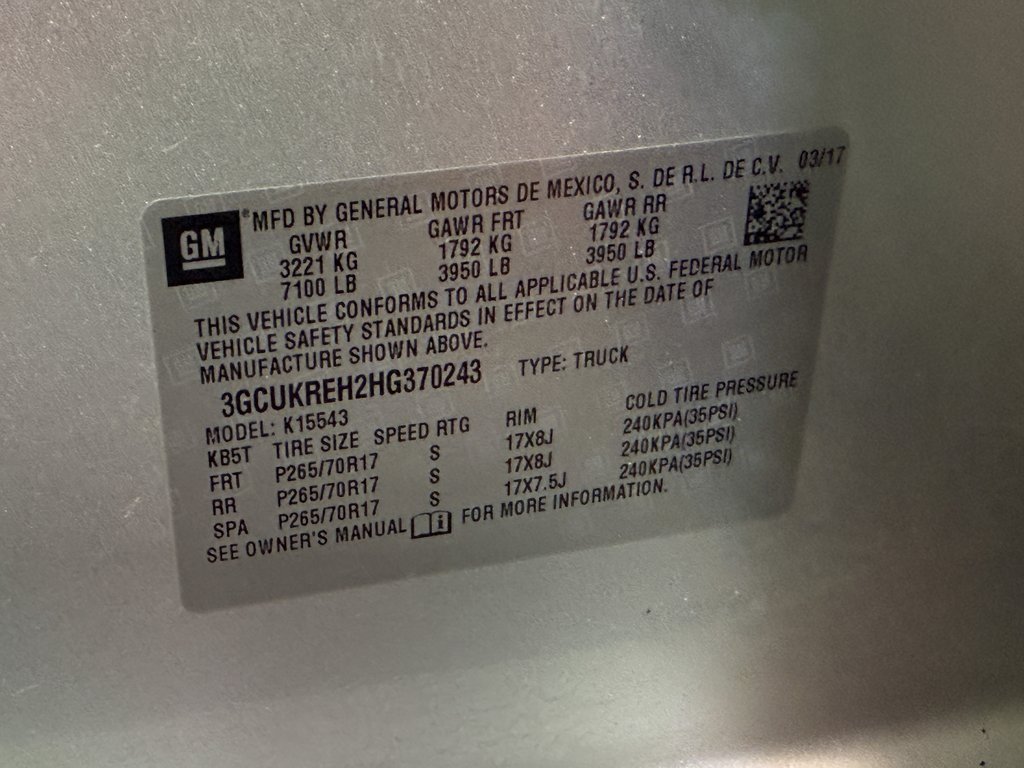 GM
®MFD BY GENERAL MOTORS DE MEXICO, S. DE R.L. DE C.V. 03/17
GVWR GAWR FRT GAWR RR
3221 KG 1792 KG 1792 KG
7100 LB 3950 LB 3950 LB
THIS VEHICLE CONFORMS TO ALL APPLICABLE U.S. FEDERAL MOTOR
VEHICLE SAFETY STANDARDS IN EFFECT ON THE DATE OF
MANUFACTURE SHOWN ABOVE.
3GCUKREH2HG370243 TYPE: TRUCK
MODEL: K15543
KB5T TIRE SIZE SPEED RTG RIM COLD TIRE PRESSURE
FRT P265/70R17 S 17X8J 240KPA(35PSI)
RR P265/70R17 S 17X8J 240KPA(35PSI)
SPA P265/70R17 S 17X7.5J 240KPA(35PSI)
SEE OWNER'S MANUAL FOR MORE INFORMATION.